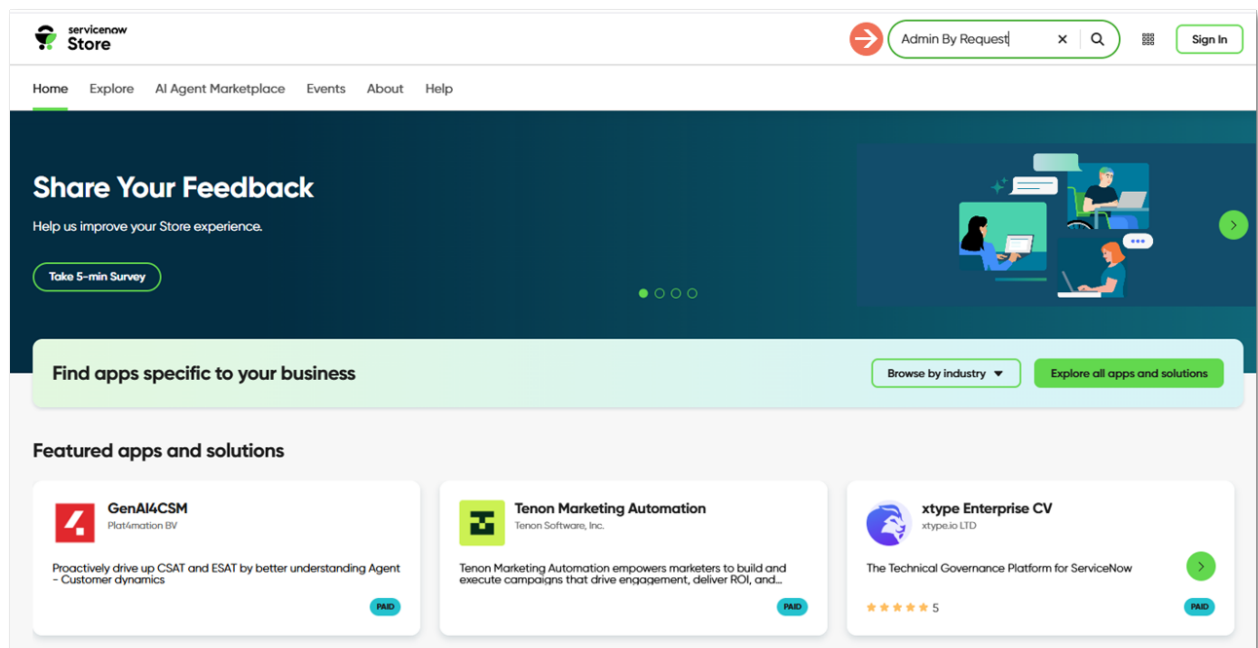 servicenow
Store
Admin By Request
Sign In
Home Explore AI Agent Marketplace Events About Help
Share Your Feedback
Help us improve your Store experience.
Take 5-min Survey
Find apps specific to your business
Browse by industry
Explore all apps and solutions
Featured apps and solutions
GenAI4CSM
Plat4mation BV
Proactively drive up CSAT and ESAT by better understanding Agent
- Customer dynamics
PAID
Tenon Marketing Automation
Tenon Software, Inc.
Tenon Marketing Automation empowers marketers to build and
execute campaigns that drive engagement, deliver ROI, and...
PAID
xtype Enterprise CV
xtype.io LTD
The Technical Governance Platform for ServiceNow
5
PAID